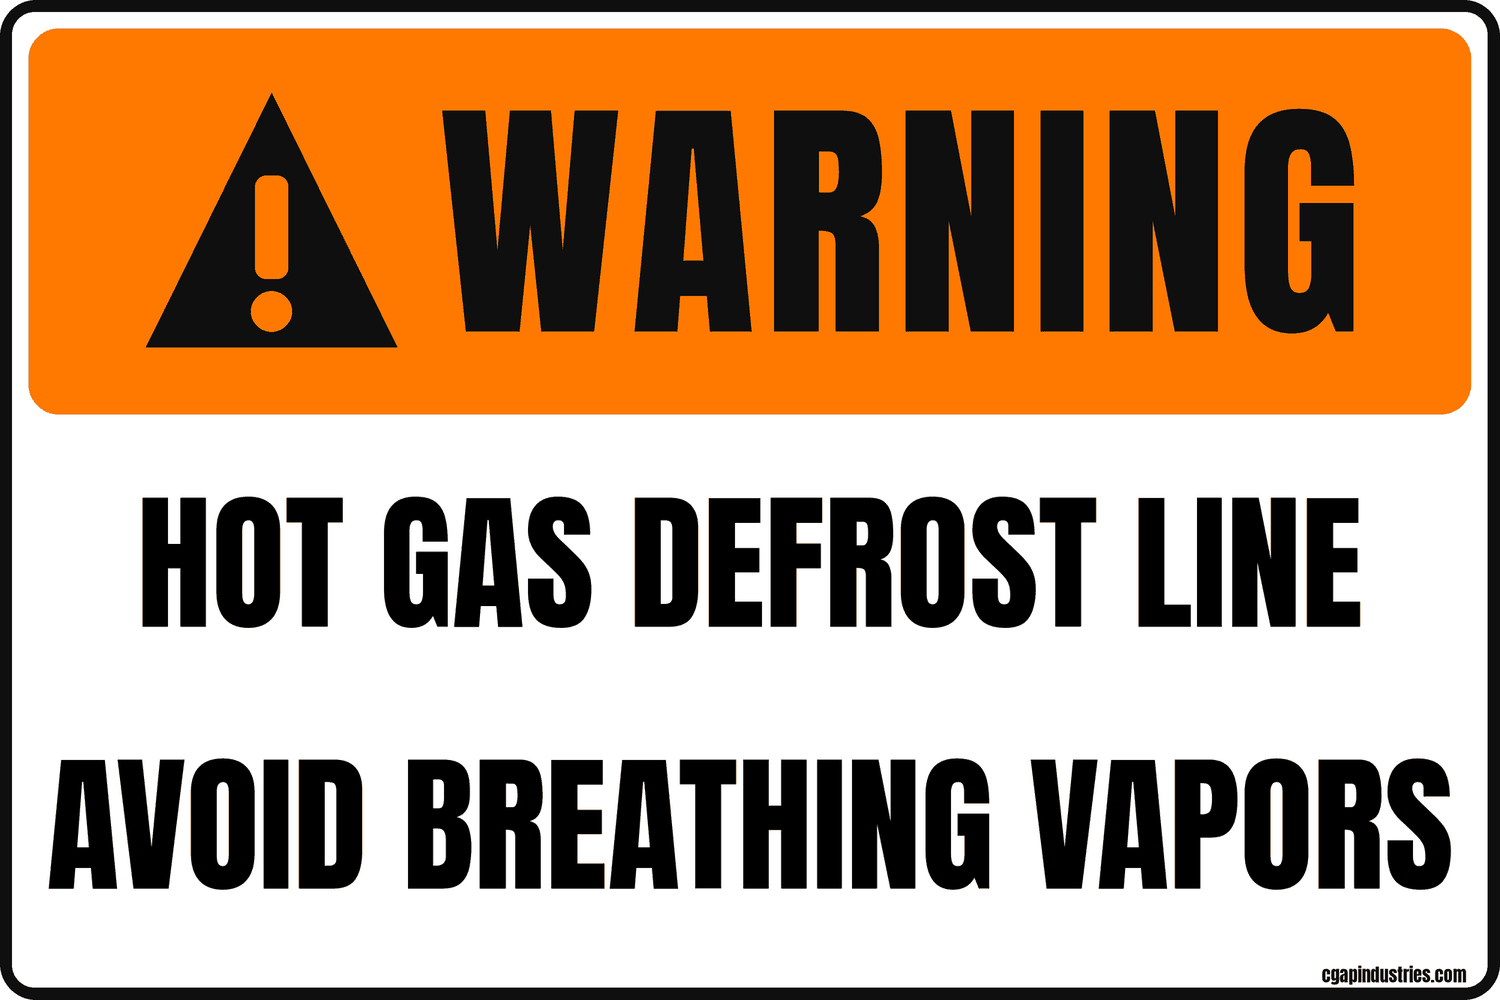 WARNING
HOT GAS DEFROST LINE
AVOID BREATHING VAPORS
cgapindustries.com